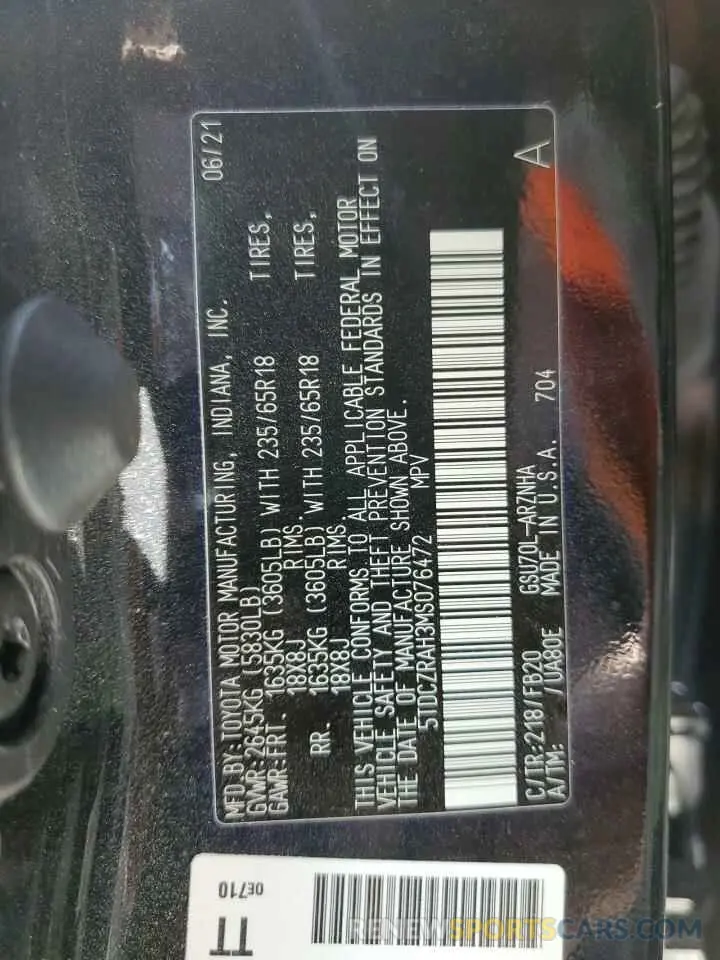 MFD. BY: TOYOTA MOTOR MANUFACTURING, INDIANA, INC. 06/21
GVWR: 2645KG (5830LB)
GAWR: FRT. 1635KG (3605LB) WITH 235/65R18 TIRES,
18X8J RIMS,
RR. 1635KG (3605LB) WITH 235/65R18 TIRES,
18X8J RIMS,
THIS VEHICLE CONFORMS TO ALL APPLICABLE FEDERAL MOTOR
VEHICLE SAFETY AND THEFT PREVENTION STANDARDS IN EFFECT ON
THE DATE OF MANUFACTURE SHOWN ABOVE.
5TDCZRAH3MS076472 MPV
C/TR: 218/FB20 GSU70L-ARZNHA
A/TM: /UA80E MADE IN U.S.A. 704 A
TT
0E710
RENEWSPORTSCARS.COM